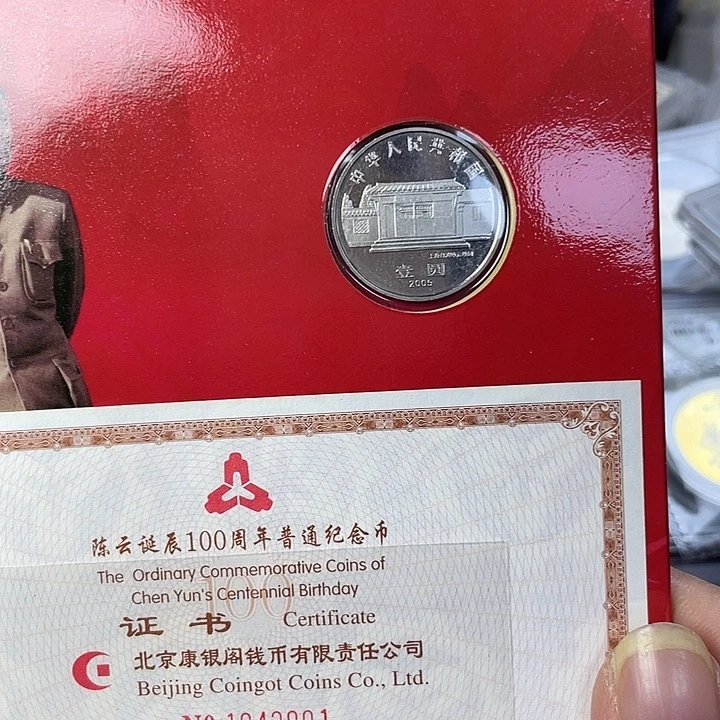 中华人民共和国
壹圆
2005
陈云诞辰100周年普通纪念币
The Ordinary Commemorative Coins of
Chen Yun's Centennial Birthday
100
证书 Certificate
北京康银阁钱币有限责任公司
Beijing Coingot Coins Co., Ltd.